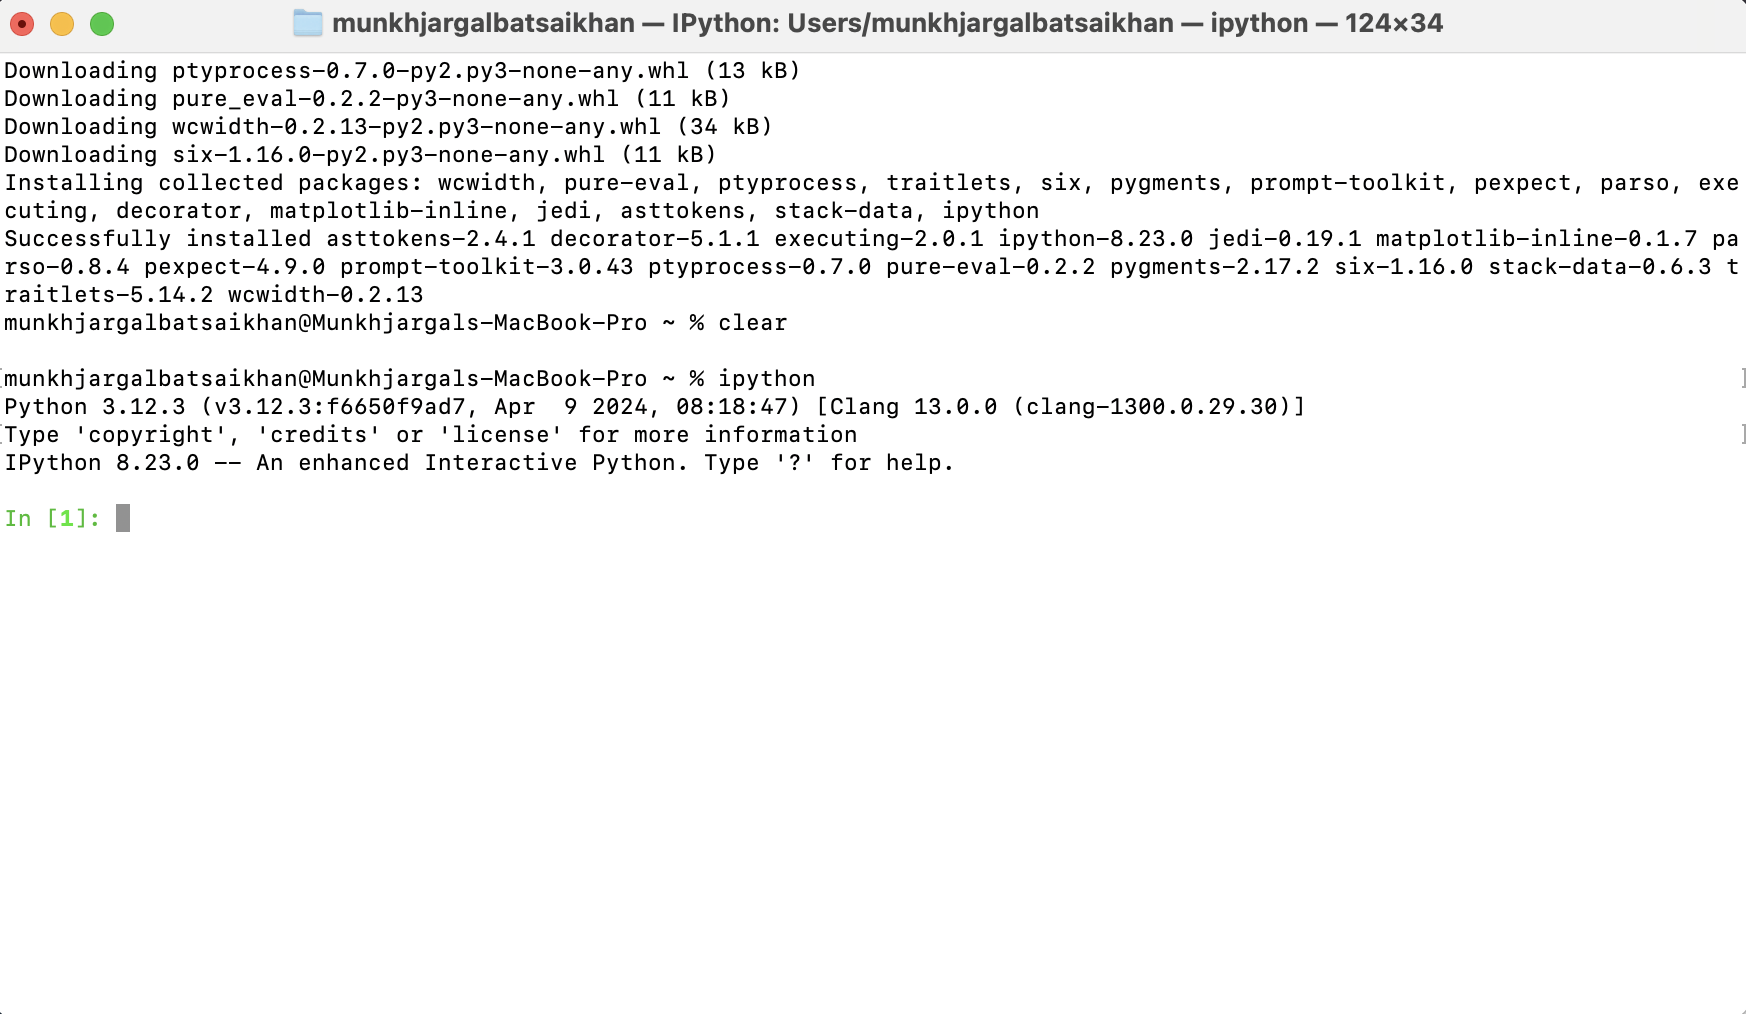 munkhjargalbatsaikhan — IPython: Users/munkhjargalbatsaikhan — ipython — 124×34
Downloading ptyprocess-0.7.0-py2.py3-none-any.whl (13 kB)
Downloading pure_eval-0.2.2-py3-none-any.whl (11 kB)
Downloading wcwidth-0.2.13-py2.py3-none-any.whl (34 kB)
Downloading six-1.16.0-py2.py3-none-any.whl (11 kB)
Installing collected packages: wcwidth, pure-eval, ptyprocess, traitlets, six, pygments, prompt-toolkit, pexpect, parso, exe
cuting, decorator, matplotlib-inline, jedi, asttokens, stack-data, ipython
Successfully installed asttokens-2.4.1 decorator-5.1.1 executing-2.0.1 ipython-8.23.0 jedi-0.19.1 matplotlib-inline-0.1.7 pa
rso-0.8.4 pexpect-4.9.0 prompt-toolkit-3.0.43 ptyprocess-0.7.0 pure-eval-0.2.2 pygments-2.17.2 six-1.16.0 stack-data-0.6.3 t
raitlets-5.14.2 wcwidth-0.2.13
munkhjargalbatsaikhan@Munkhjargals-MacBook-Pro ~ % clear
[munkhjargalbatsaikhan@Munkhjargals-MacBook-Pro ~ % ipython ]
Python 3.12.3 (v3.12.3:f6650f9ad7, Apr  9 2024, 08:18:47) [Clang 13.0.0 (clang-1300.0.29.30)]
[Type 'copyright', 'credits' or 'license' for more information ]
IPython 8.23.0 -- An enhanced Interactive Python. Type '?' for help.
In [1]: